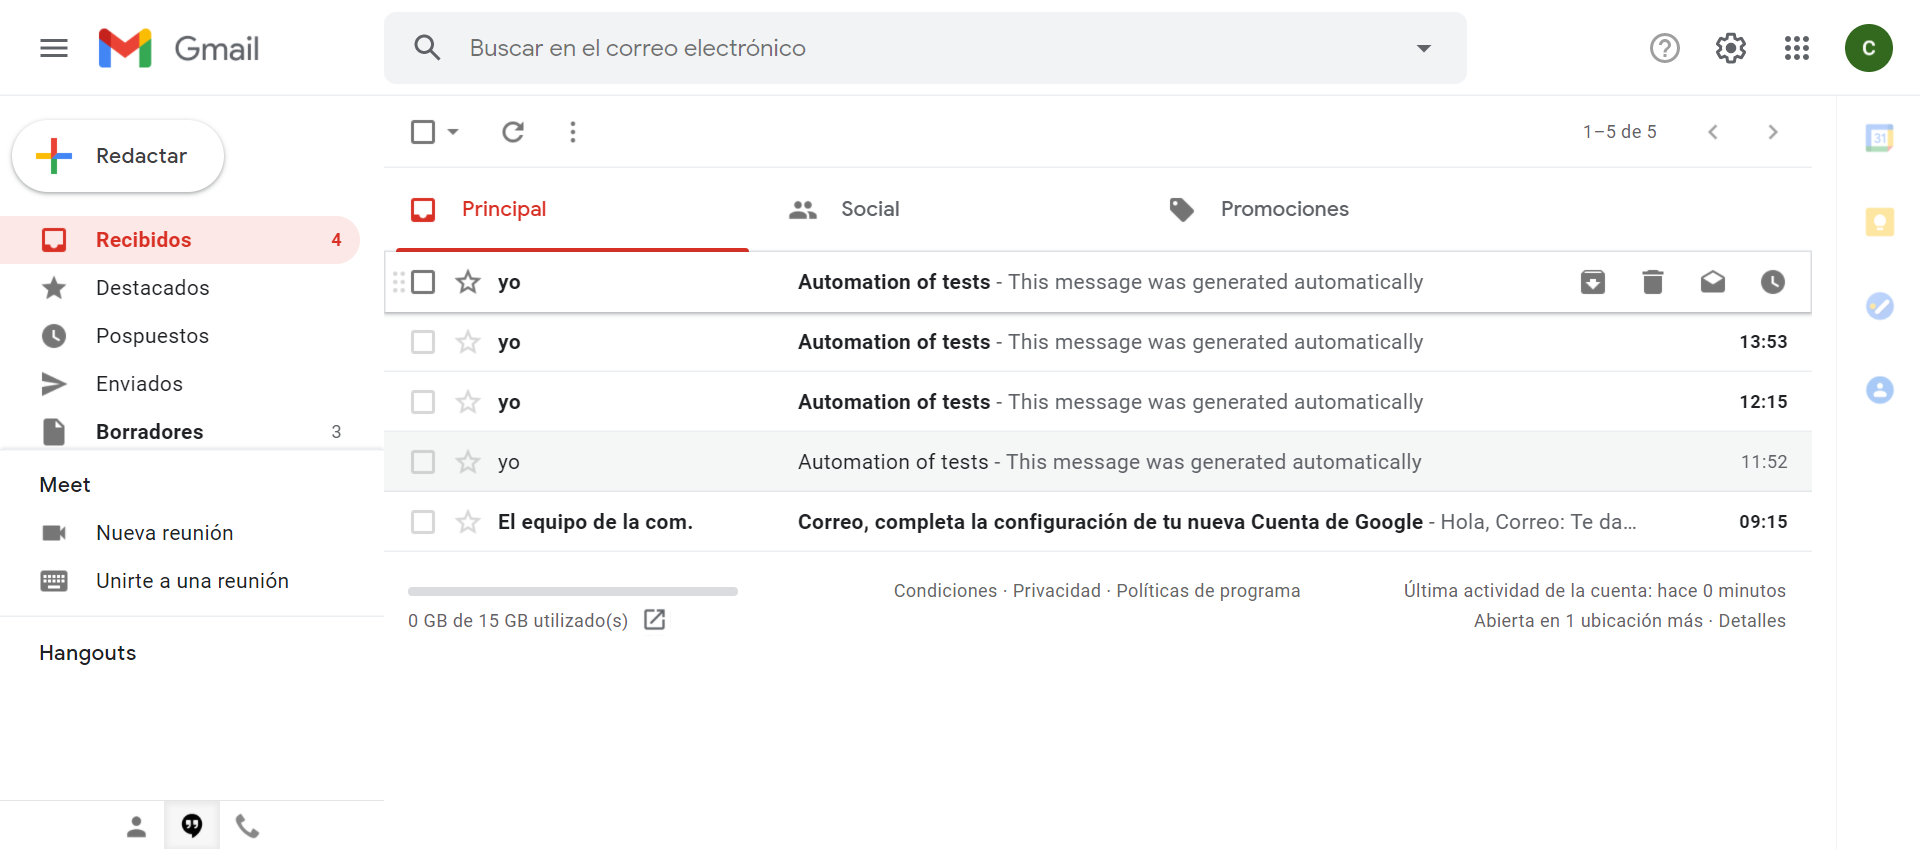 Gmail
Buscar en el correo electrónico
C
Redactar
1–5 de 5
31
Principal
Social
Promociones
Recibidos 4
Destacados
Pospuestos
Enviados
Borradores 3
yo Automation of tests - This message was generated automatically
yo Automation of tests - This message was generated automatically 13:53
yo Automation of tests - This message was generated automatically 12:15
yo Automation of tests - This message was generated automatically 11:52
El equipo de la com. Correo, completa la configuración de tu nueva Cuenta de Google - Hola, Correo: Te da…
09:15
Meet
Nueva reunión
Unirte a una reunión
Hangouts
0 GB de 15 GB utilizado(s)
Condiciones · Privacidad · Políticas de programa
Última actividad de la cuenta: hace 0 minutos
Abierta en 1 ubicación más · Detalles